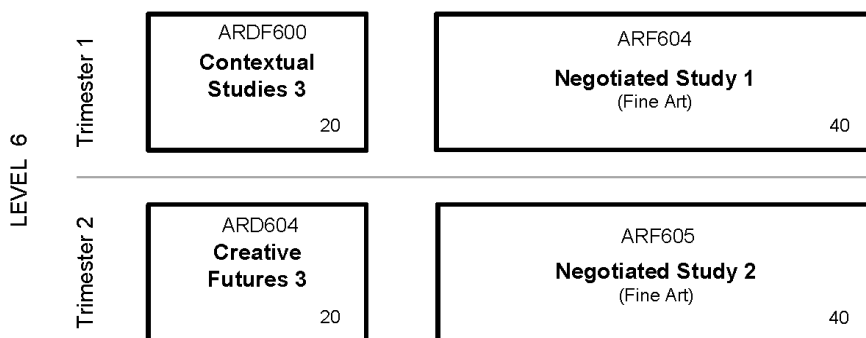 LEVEL 6
Trimester 1
ARDF600
Contextual
Studies 3
20
ARF604
Negotiated Study 1
(Fine Art)
40
Trimester 2
ARD604
Creative
Futures 3
20
ARF605
Negotiated Study 2
(Fine Art)
40